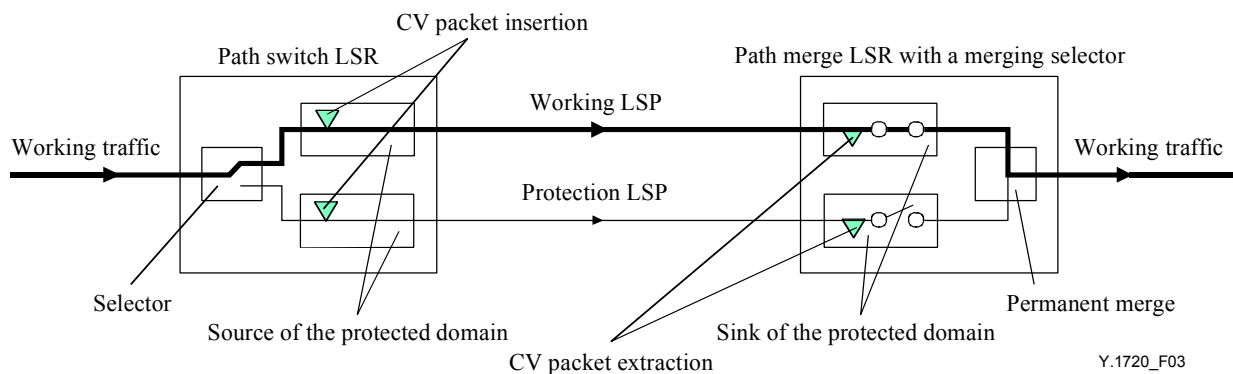 CV packet insertion
Path switch LSR
Path merge LSR with a merging selector
Working LSP
Working traffic
Working traffic
Protection LSP
Selector
Permanent merge
Source of the protected domain
Sink of the protected domain
CV packet extraction
Y.1720_F03